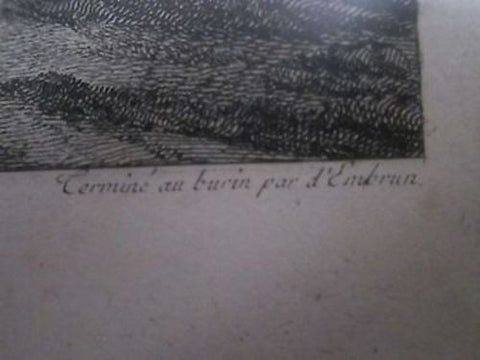 Terminé au burin par d'Embrun.